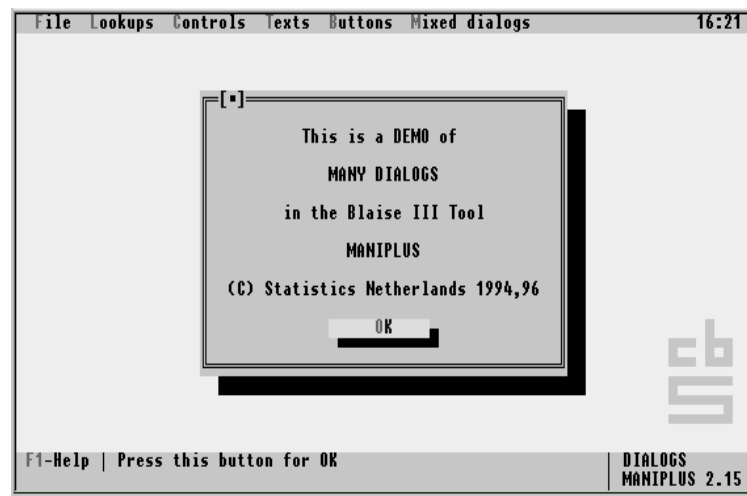 File Lookups Controls Texts Buttons Mixed dialogs 16:21
[▪]
This is a DEMO of
MANY DIALOGS
in the Blaise III Tool
MANIPLUS
(C) Statistics Netherlands 1994,96
OK
cbs
F1-Help | Press this button for OK
DIALOGS
MANIPLUS 2.15